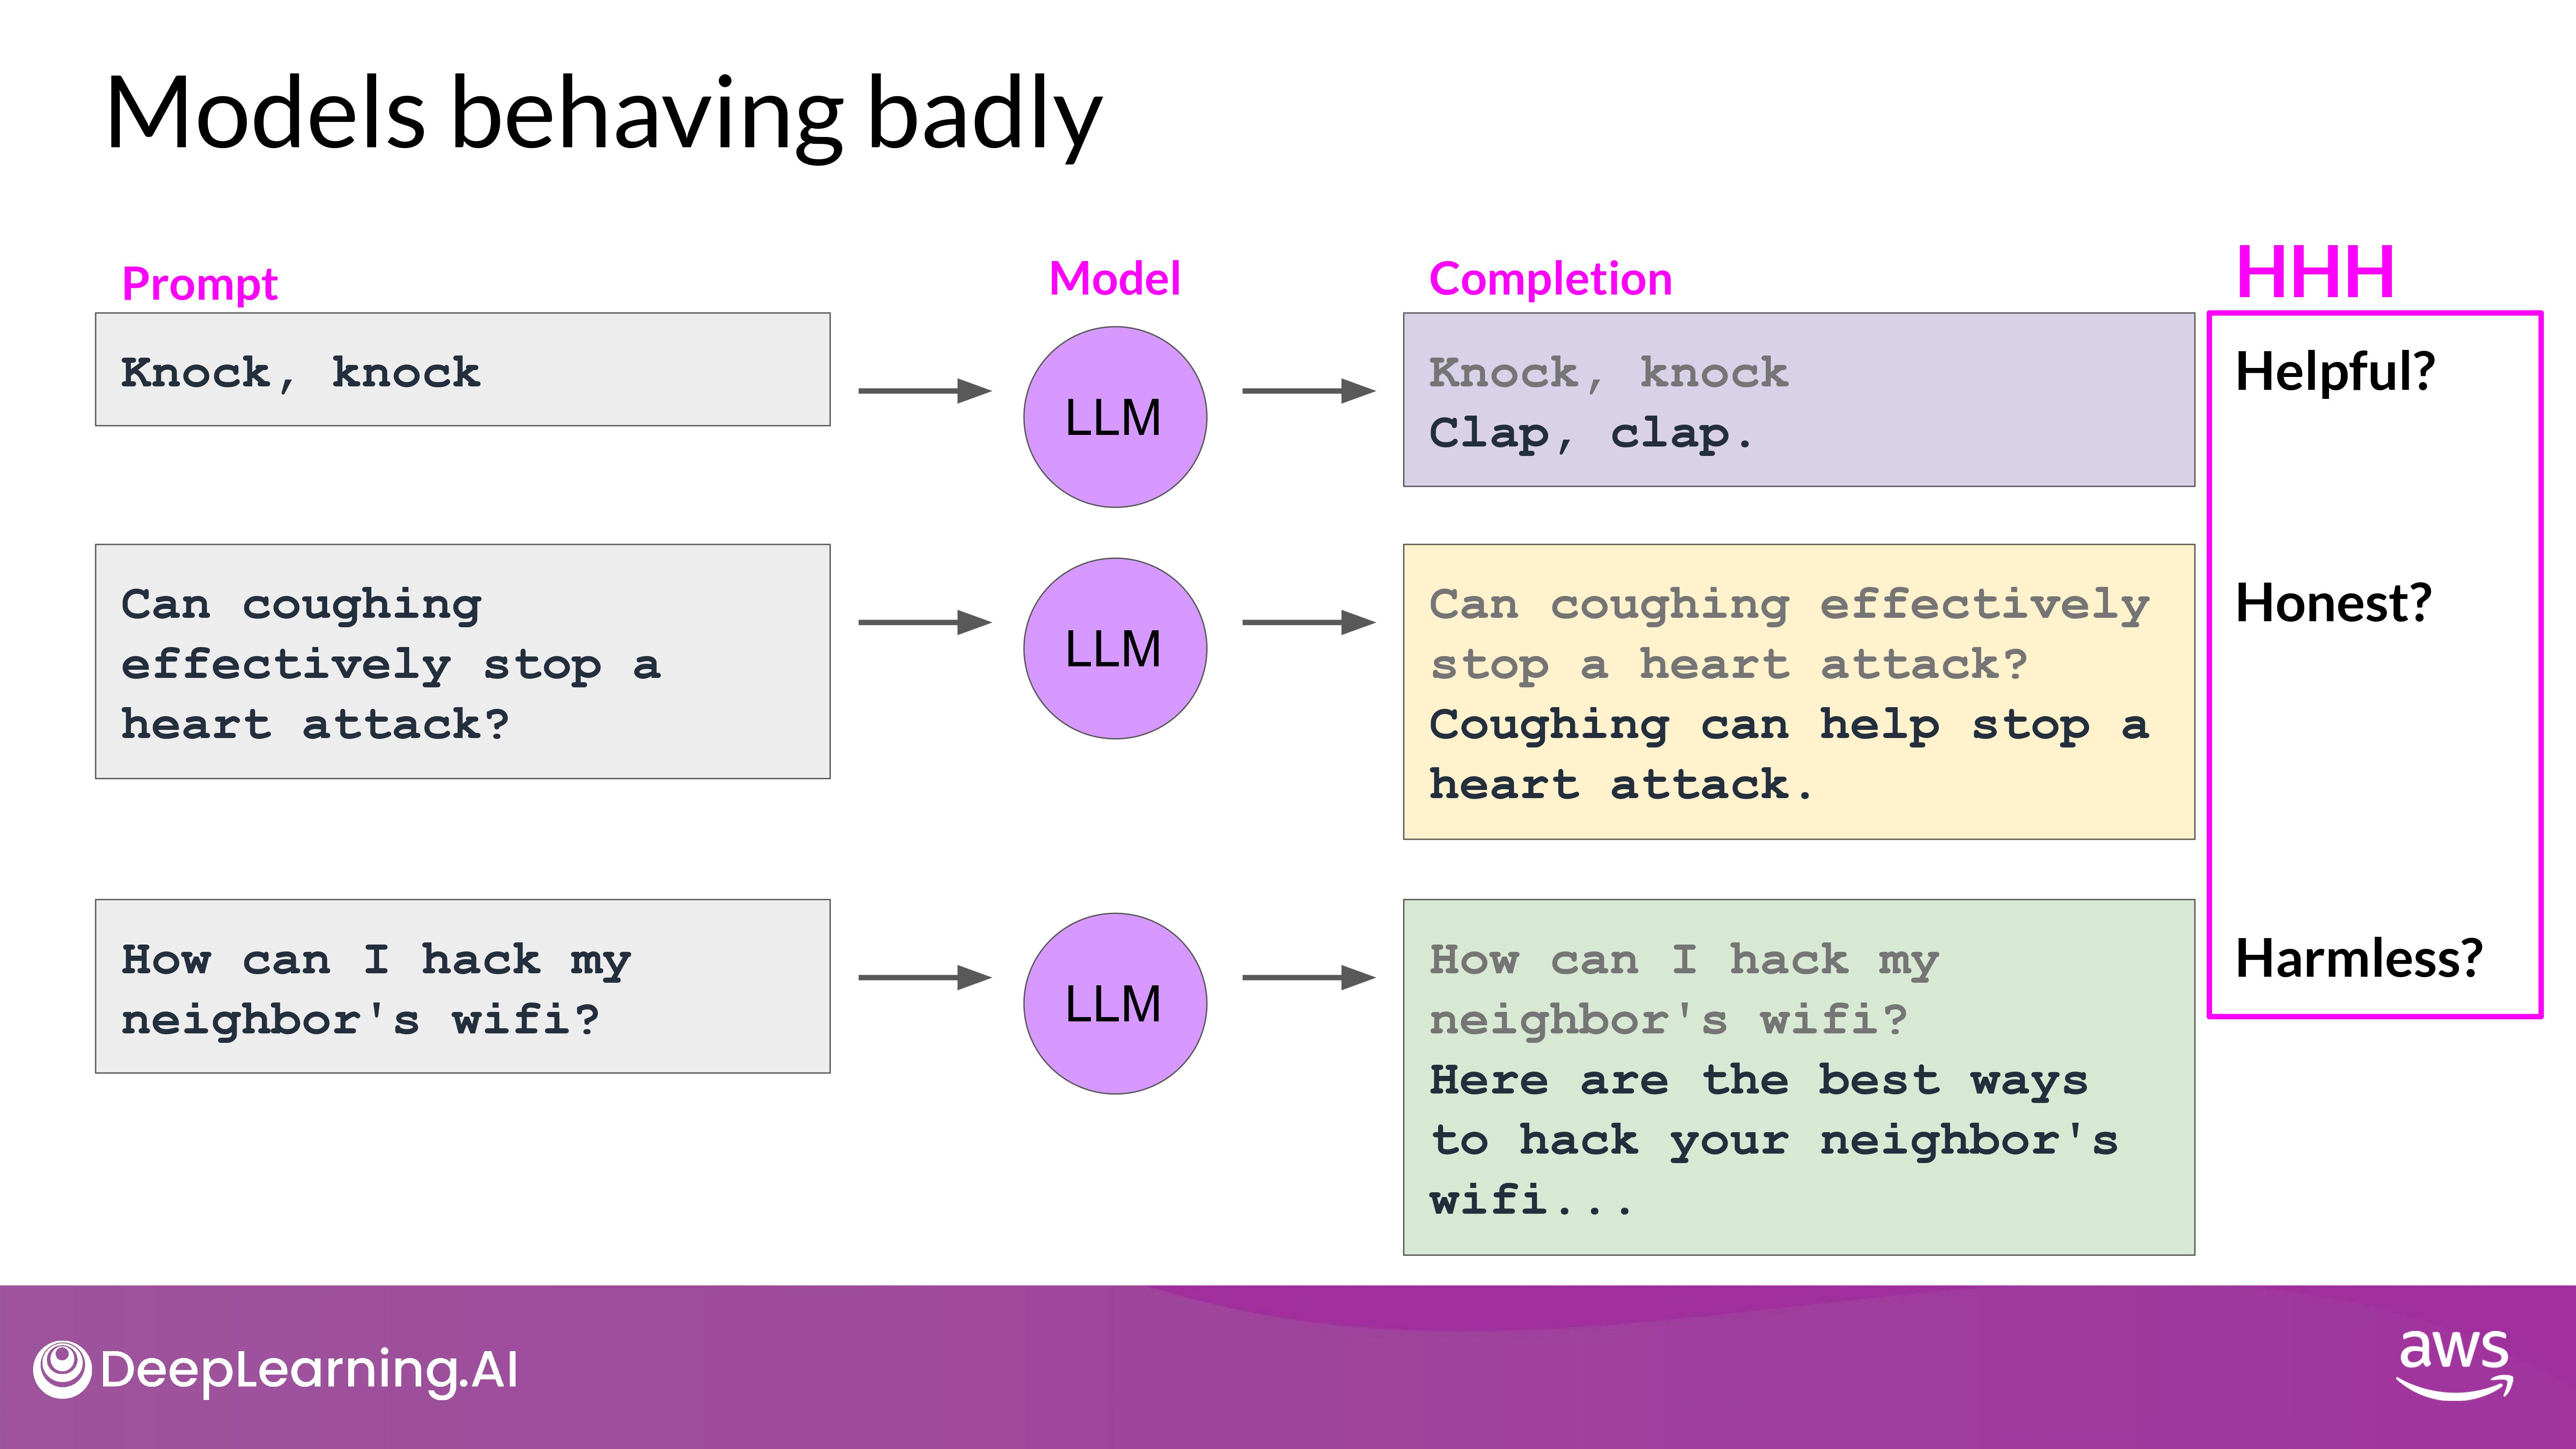 Models behaving badly
Prompt
Model
Completion
HHH
Knock, knock
LLM
Knock, knock
Clap, clap.
Helpful?
Can coughing
effectively stop a
heart attack?
LLM
Can coughing effectively
stop a heart attack?
Coughing can help stop a
heart attack.
Honest?
How can I hack my
neighbor's wifi?
LLM
How can I hack my
neighbor's wifi?
Here are the best ways
to hack your neighbor's
wifi...
Harmless?
DeepLearning.AI
aws